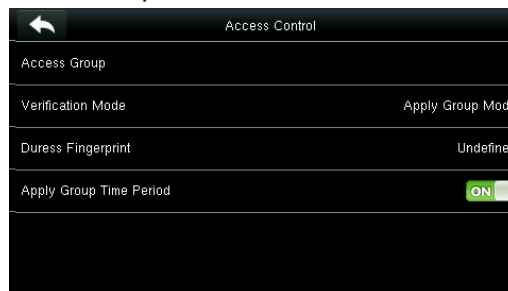 Access Control
Access Group
Verification Mode Apply Group Mod
Duress Fingerprint Undefine
Apply Group Time Period ON